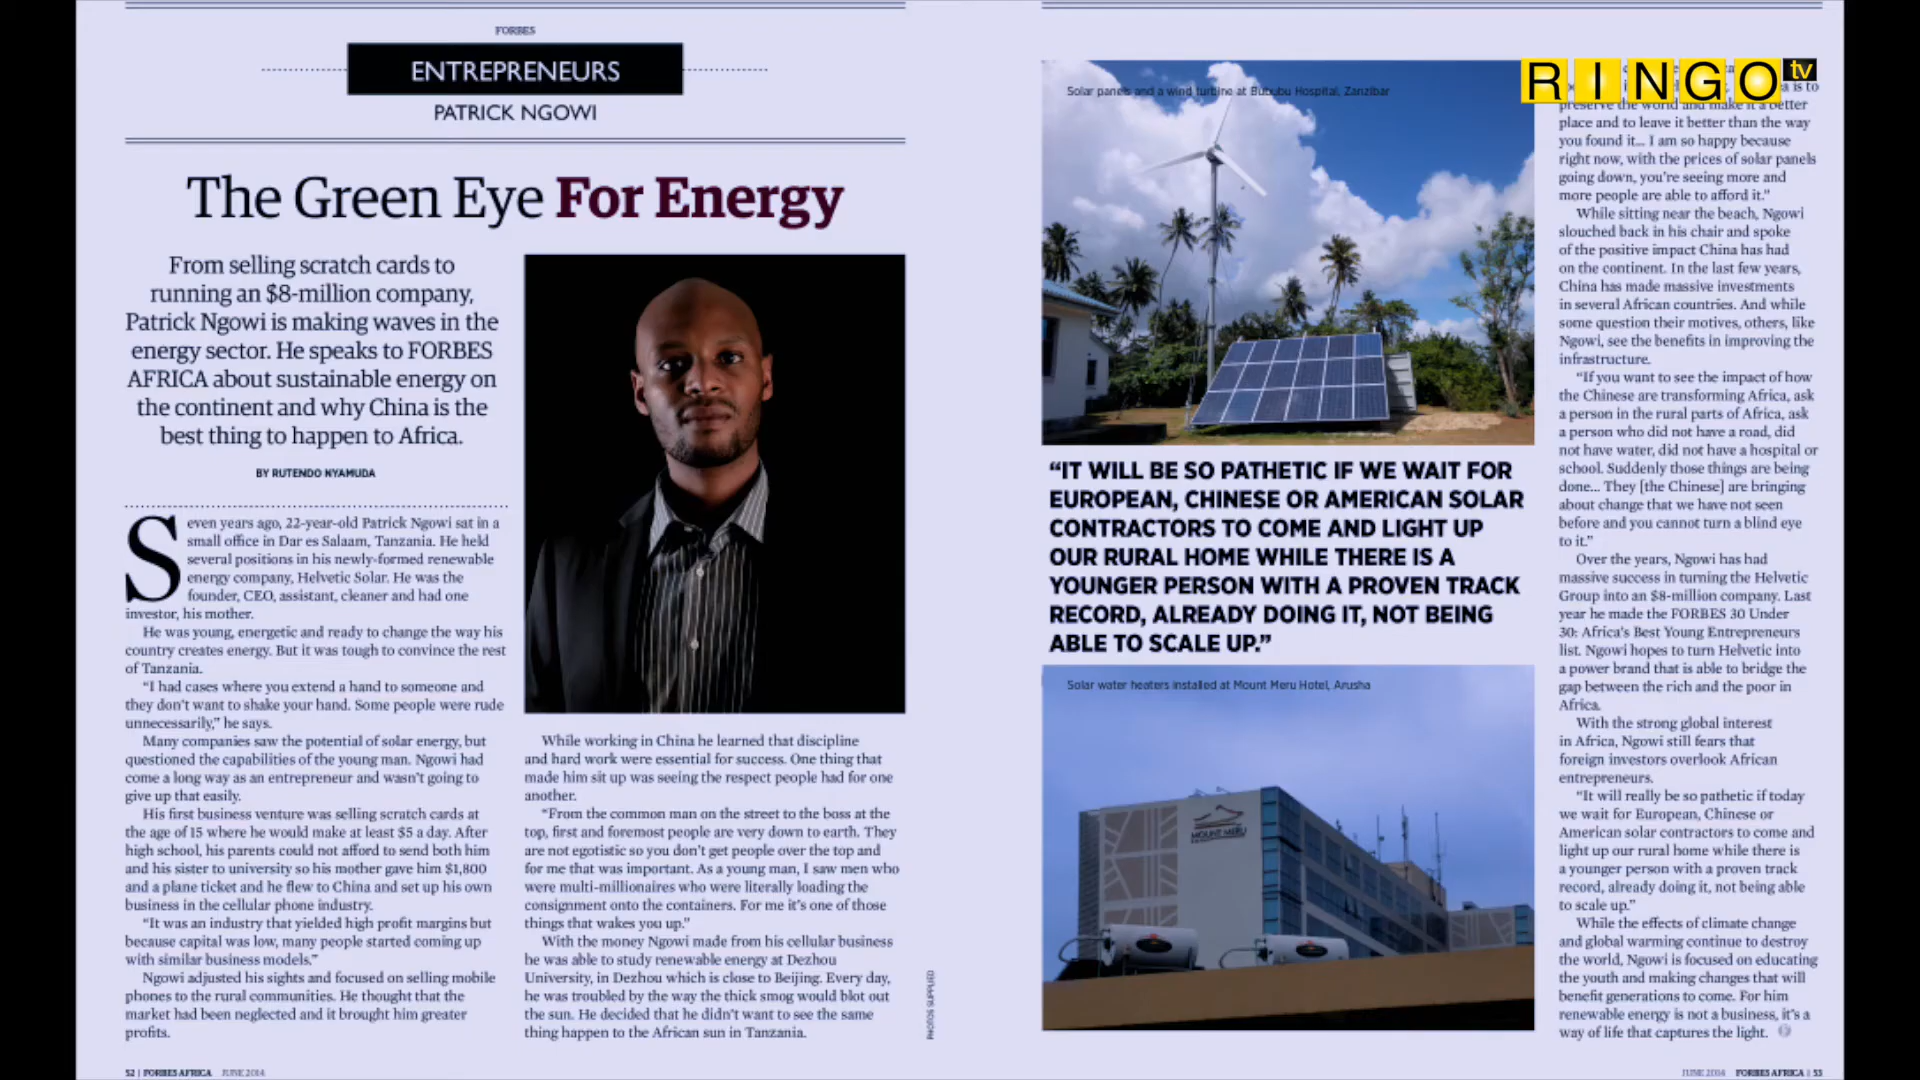 FORBES
ENTREPRENEURS
PATRICK NGOWI
The Green Eye For Energy
From selling scratch cards to
running an $8-million company,
Patrick Ngowi is making waves in the
energy sector. He speaks to FORBES
AFRICA about sustainable energy on
the continent and why China is the
best thing to happen to Africa.
BY RUTENDO NYAMUDA
Seven years ago, 22-year-old Patrick Ngowi sat in a
small office in Dar es Salaam, Tanzania. He held
several positions in his newly-formed renewable
energy company, Helvetic Solar. He was the
founder, CEO, assistant, cleaner and had one
investor, his mother.
He was young, energetic and ready to change the way his
country creates energy. But it was tough to convince the rest
of Tanzania.
“I had cases where you extend a hand to someone and
they don’t want to shake your hand. Some people were rude
unnecessarily,” he says.
Many companies saw the potential of solar energy, but
questioned the capabilities of the young man. Ngowi had
come a long way as an entrepreneur and wasn’t going to
give up that easily.
His first business venture was selling scratch cards at
the age of 15 where he would make at least $5 a day. After
high school, his parents could not afford to send both him
and his sister to university so his mother gave him $1,800
and a plane ticket and he flew to China and set up his own
business in the cellular phone industry.
“It was an industry that yielded high profit margins but
because capital was low, many people started coming up
with similar business models.”
Ngowi adjusted his sights and focused on selling mobile
phones to the rural communities. He thought that the
market had been neglected and it brought him greater
profits.
While working in China he learned that discipline
and hard work were essential for success. One thing that
made him sit up was seeing the respect people had for one
another.
“From the common man on the street to the boss at the
top, first and foremost people are very down to earth. They
are not egotistic so you don’t get people over the top and
for me that was important. As a young man, I saw men who
were multi-millionaires who were literally loading the
consignment onto the containers. For me it’s one of those
things that wakes you up.”
With the money Ngowi made from his cellular business
he was able to study renewable energy at Dezhou
University, in Dezhou which is close to Beijing. Every day,
he was troubled by the way the thick smog would blot out
the sun. He decided that he didn’t want to see the same
thing happen to the African sun in Tanzania.
PHOTOS SUPPLIED
52 | FORBES AFRICA JUNE 2014
Solar panels and a wind turbine at Bububu Hospital, Zanzibar
“IT WILL BE SO PATHETIC IF WE WAIT FOR
EUROPEAN, CHINESE OR AMERICAN SOLAR
CONTRACTORS TO COME AND LIGHT UP
OUR RURAL HOME WHILE THERE IS A
YOUNGER PERSON WITH A PROVEN TRACK
RECORD, ALREADY DOING IT, NOT BEING
ABLE TO SCALE UP.”
Solar water heaters installed at Mount Meru Hotel, Arusha
MOUNT MERU
RINGO tv
is to
preserve the world and make it a better
place and to leave it better than the way
you found it... I am so happy because
right now, with the prices of solar panels
going down, you’re seeing more and
more people are able to afford it.”
While sitting near the beach, Ngowi
slouched back in his chair and spoke
of the positive impact China has had
on the continent. In the last few years,
China has made massive investments
in several African countries. And while
some question their motives, others, like
Ngowi, see the benefits in improving the
infrastructure.
“If you want to see the impact of how
the Chinese are transforming Africa, ask
a person in the rural parts of Africa, ask
a person who did not have a road, did
not have water, did not have a hospital or
school. Suddenly those things are being
done... They [the Chinese] are bringing
about change that we have not seen
before and you cannot turn a blind eye
to it.”
Over the years, Ngowi has had
massive success in turning the Helvetic
Group into an $8-million company. Last
year he made the FORBES 30 Under
30: Africa’s Best Young Entrepreneurs
list. Ngowi hopes to turn Helvetic into
a power brand that is able to bridge the
gap between the rich and the poor in
Africa.
With the strong global interest
in Africa, Ngowi still fears that
foreign investors overlook African
entrepreneurs.
“It will really be so pathetic if today
we wait for European, Chinese or
American solar contractors to come and
light up our rural home while there is
a younger person with a proven track
record, already doing it, not being able
to scale up.”
While the effects of climate change
and global warming continue to destroy
the world, Ngowi is focused on educating
the youth and making changes that will
benefit generations to come. For him
renewable energy is not a business, it’s a
way of life that captures the light.
JUNE 2014 FORBES AFRICA | 53